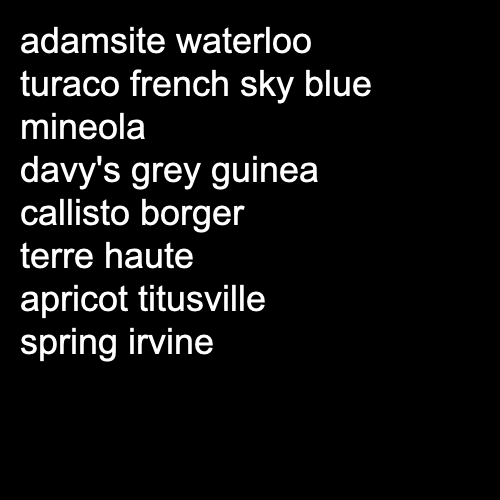 adamsite waterloo
turaco french sky blue
mineola
davy's grey guinea
callisto borger
terre haute
apricot titusville
spring irvine